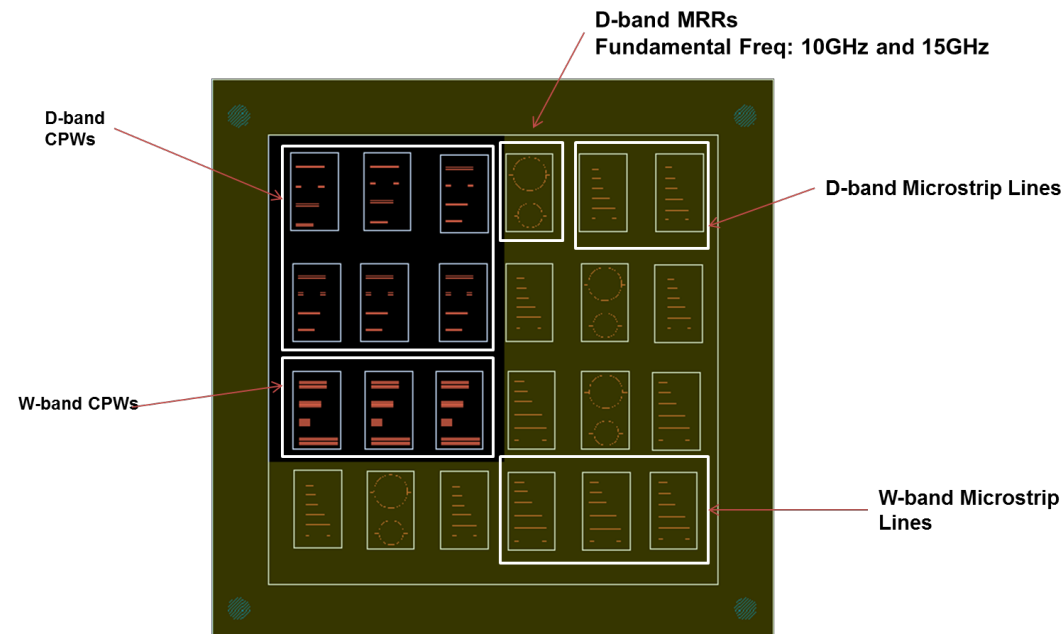 D-band MRRs
Fundamental Freq: 10GHz and 15GHz
D-band
CPWs
D-band Microstrip Lines
W-band CPWs
W-band Microstrip
Lines